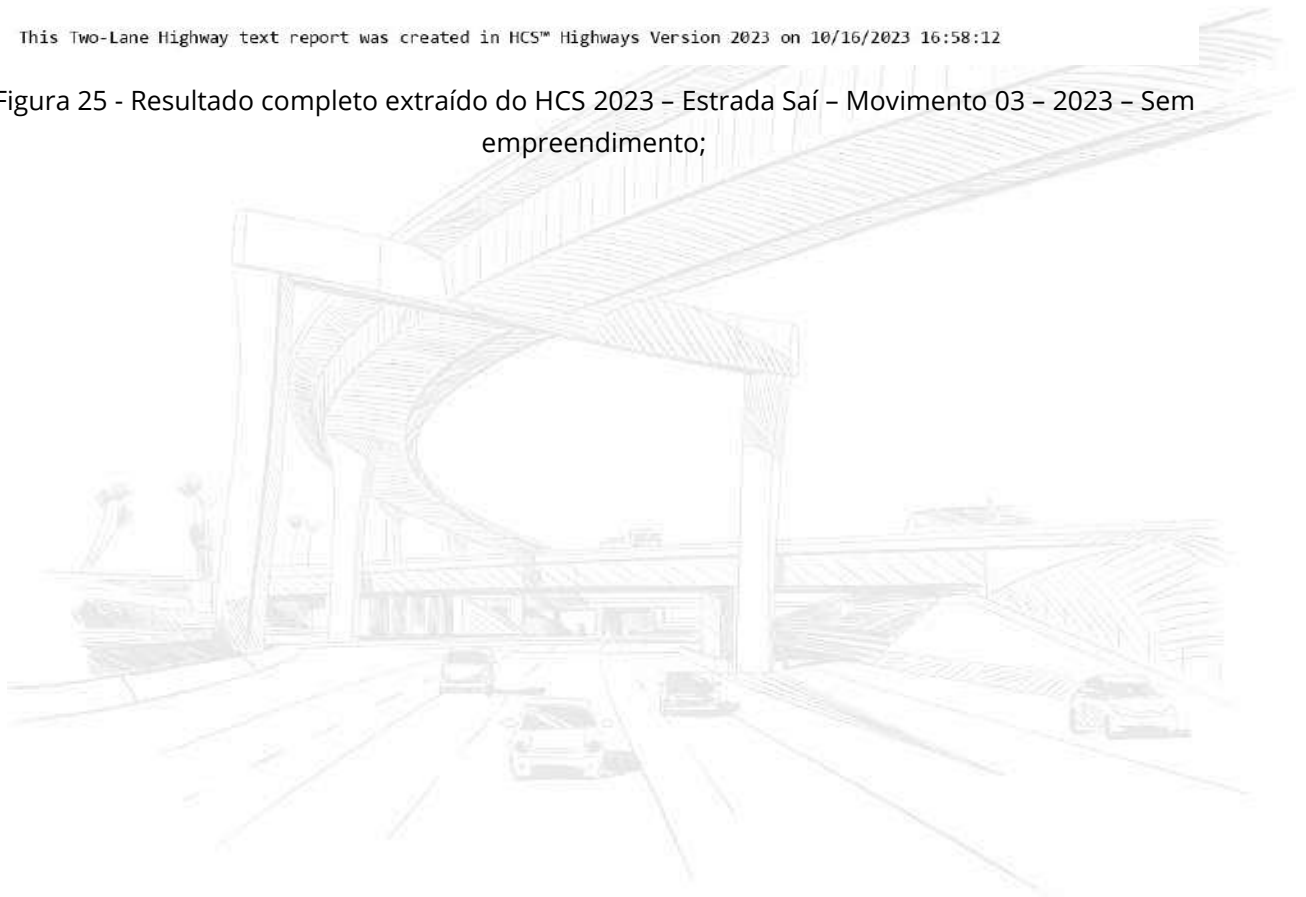 This Two-Lane Highway text report was created in HCS™ Highways Version 2023 on 10/16/2023 16:58:12
Figura 25 - Resultado completo extraído do HCS 2023 – Estrada Saí – Movimento 03 – 2023 – Sem
empreendimento;